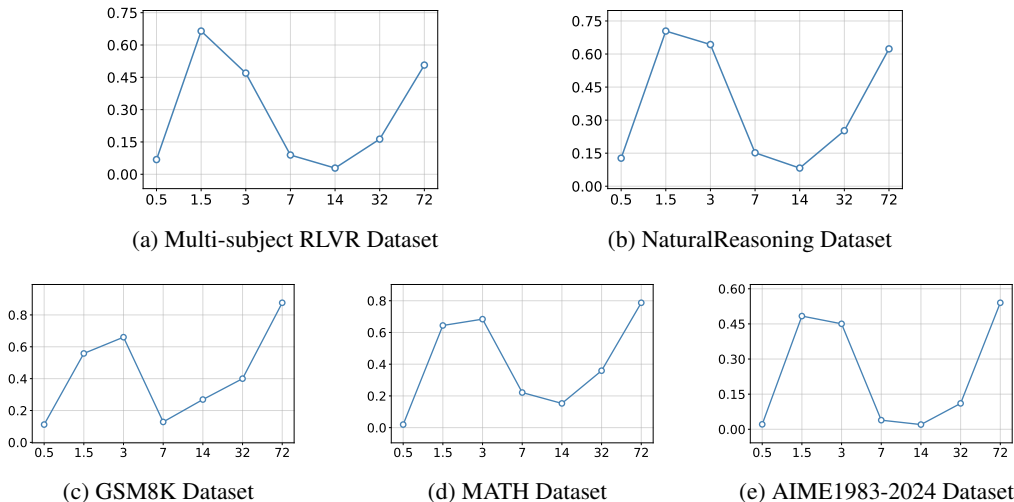 0.75
0.60
0.45
0.30
0.15
0.00
0.5 1.5 3 7 14 32 72
(a) Multi-subject RLVR Dataset
0.75
0.60
0.45
0.30
0.15
0.00
0.5 1.5 3 7 14 32 72
(b) NaturalReasoning Dataset
0.8
0.6
0.4
0.2
0.0
0.5 1.5 3 7 14 32 72
(c) GSM8K Dataset
0.8
0.6
0.4
0.2
0.0
0.5 1.5 3 7 14 32 72
(d) MATH Dataset
0.60
0.45
0.30
0.15
0.00
0.5 1.5 3 7 14 32 72
(e) AIME1983-2024 Dataset